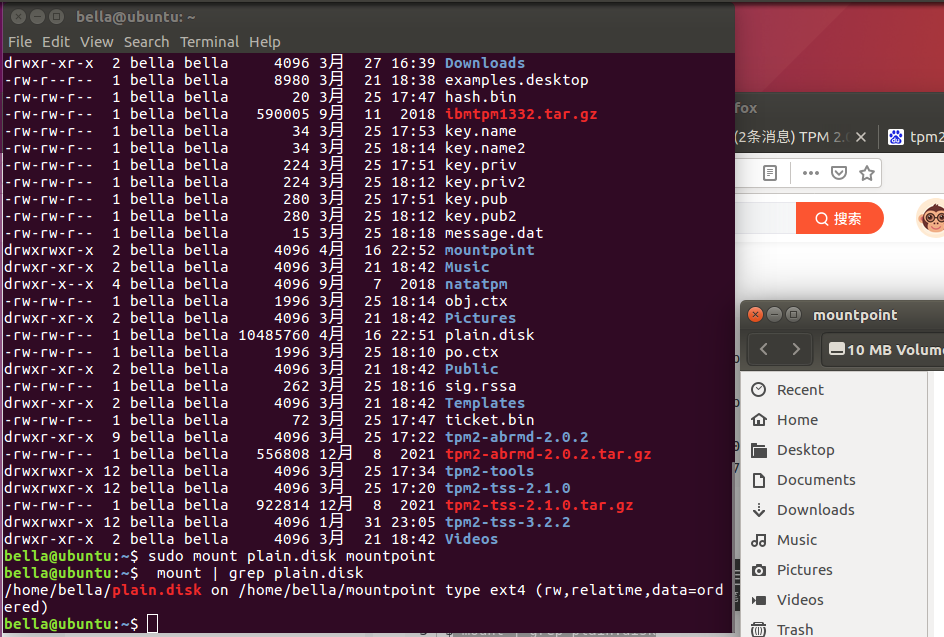 bella@ubuntu: ~
File Edit View Search Terminal Help
drwxr-xr-x 2 bella bella 4096 3月 27 16:39 Downloads
-rw-r--r-- 1 bella bella 8980 3月 21 18:38 examples.desktop
-rw-rw-r-- 1 bella bella 20 3月 25 17:47 hash.bin
-rw-rw-r-- 1 bella bella 590005 9月 11 2018 ibmtpm1332.tar.gz
-rw-rw-r-- 1 bella bella 34 3月 25 17:53 key.name
-rw-rw-r-- 1 bella bella 34 3月 25 18:14 key.name2
-rw-rw-r-- 1 bella bella 224 3月 25 17:51 key.priv
-rw-rw-r-- 1 bella bella 224 3月 25 18:12 key.priv2
-rw-rw-r-- 1 bella bella 280 3月 25 17:51 key.pub
-rw-rw-r-- 1 bella bella 280 3月 25 18:12 key.pub2
-rw-rw-r-- 1 bella bella 15 3月 25 18:18 message.dat
drwxrwxr-x 2 bella bella 4096 4月 16 22:52 mountpoint
drwxr-xr-x 2 bella bella 4096 3月 21 18:42 Music
drwxr-x--x 4 bella bella 4096 9月 7 2018 natatpm
-rw-rw-r-- 1 bella bella 1996 3月 25 18:14 obj.ctx
drwxr-xr-x 2 bella bella 4096 3月 21 18:42 Pictures
-rw-rw-r-- 1 bella bella 10485760 4月 16 22:51 plain.disk
-rw-rw-r-- 1 bella bella 1996 3月 25 18:10 po.ctx
drwxr-xr-x 2 bella bella 4096 3月 21 18:42 Public
-rw-rw-r-- 1 bella bella 262 3月 25 18:16 sig.rssa
drwxr-xr-x 2 bella bella 4096 3月 21 18:42 Templates
-rw-rw-r-- 1 bella bella 72 3月 25 17:47 ticket.bin
drwxr-xr-x 9 bella bella 4096 3月 25 17:22 tpm2-abrmd-2.0.2
-rw-rw-r-- 1 bella bella 556808 12月 8 2021 tpm2-abrmd-2.0.2.tar.gz
drwxrwxr-x 12 bella bella 4096 3月 25 17:34 tpm2-tools
drwxrwxr-x 12 bella bella 4096 3月 25 17:20 tpm2-tss-2.1.0
-rw-rw-r-- 1 bella bella 922814 12月 8 2021 tpm2-tss-2.1.0.tar.gz
drwxrwxr-x 12 bella bella 4096 1月 31 23:05 tpm2-tss-3.2.2
drwxr-xr-x 2 bella bella 4096 3月 21 18:42 Videos
bella@ubuntu:~$ sudo mount plain.disk mountpoint
bella@ubuntu:~$  mount | grep plain.disk
/home/bella/plain.disk on /home/bella/mountpoint type ext4 (rw,relatime,data=ord
ered)
bella@ubuntu:~$
fox
(2条消息) TPM 2.
tpm2
搜索
mountpoint
10 MB Volum
Recent
Home
Desktop
Documents
Downloads
Music
Pictures
Videos
Trash